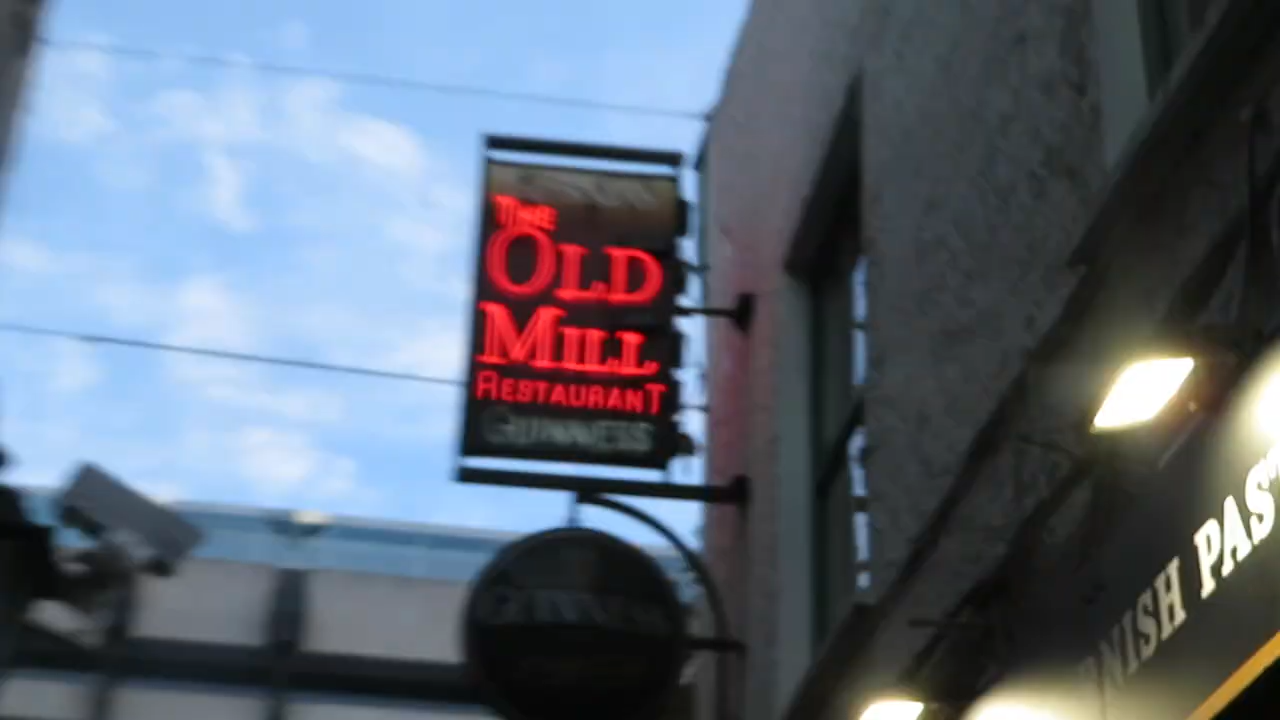 THE
OLD
MILL
RESTAURANT
GUINNESS
NISH PAS